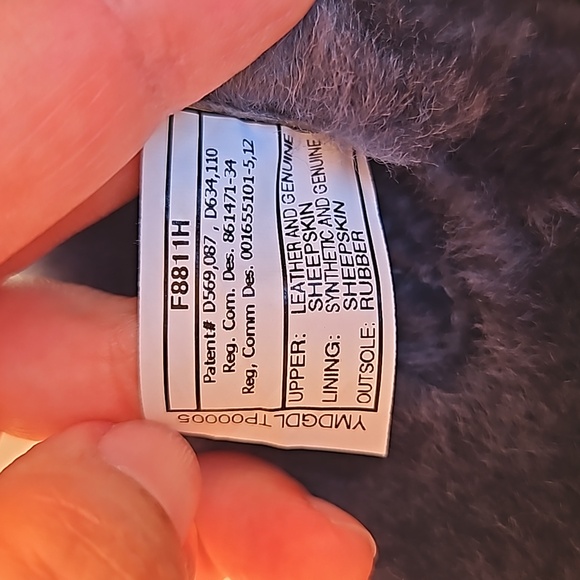 F8811H
Patent# D569,087 , D634,110
Reg. Com. Des. 861471-34
Reg, Comm Des. 001655101-5,12
UPPER: LEATHER AND GENUINE
SHEEPSKIN
LINING: SYNTHETIC AND GENUINE
SHEEPSKIN
OUTSOLE: RUBBER
YMDGDLTP00005